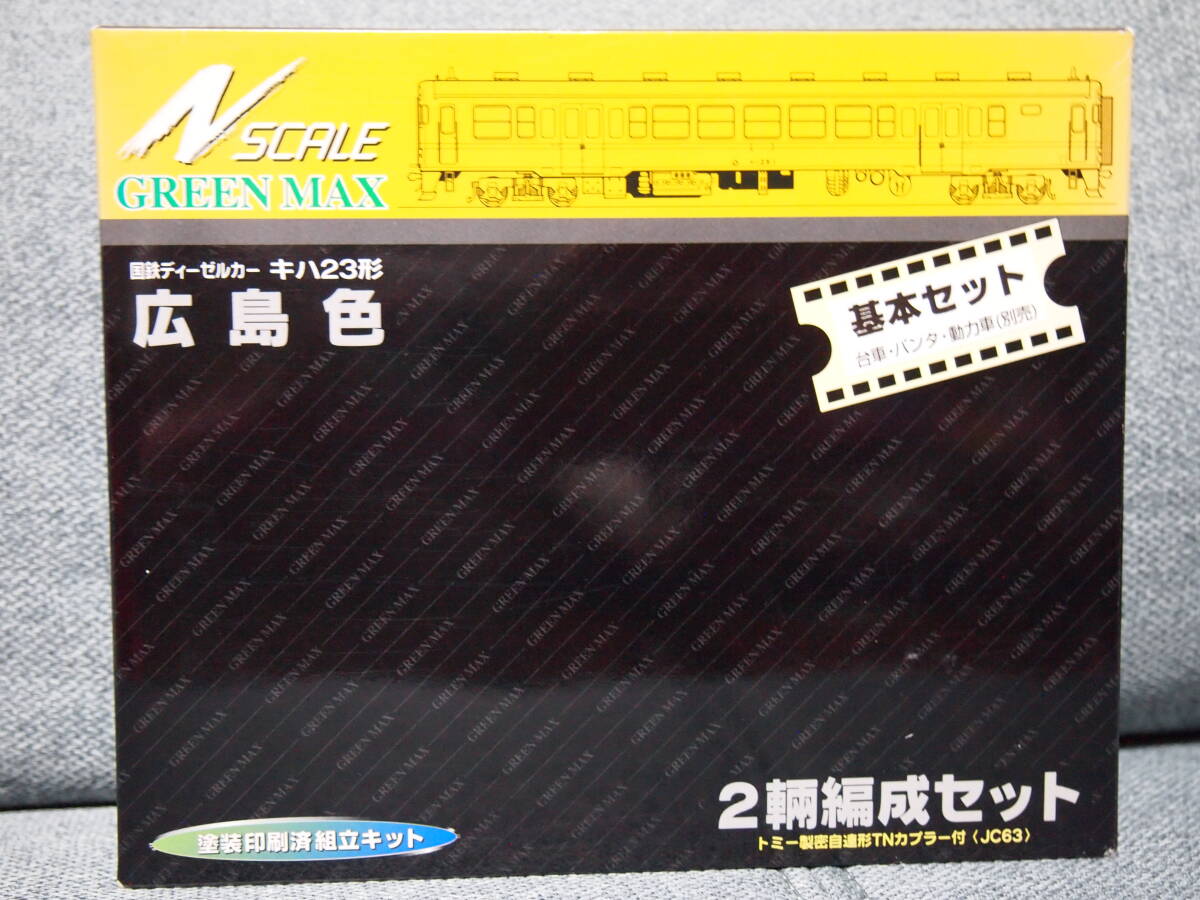 N SCALE
GREEN MAX
国鉄ディーゼルカー キハ23形
広島色
基本セット
台車・パンタ・動力車(別売)
2輌編成セット
トミー製密自連形TNカプラー付〈JC63〉
塗装印刷済組立キット